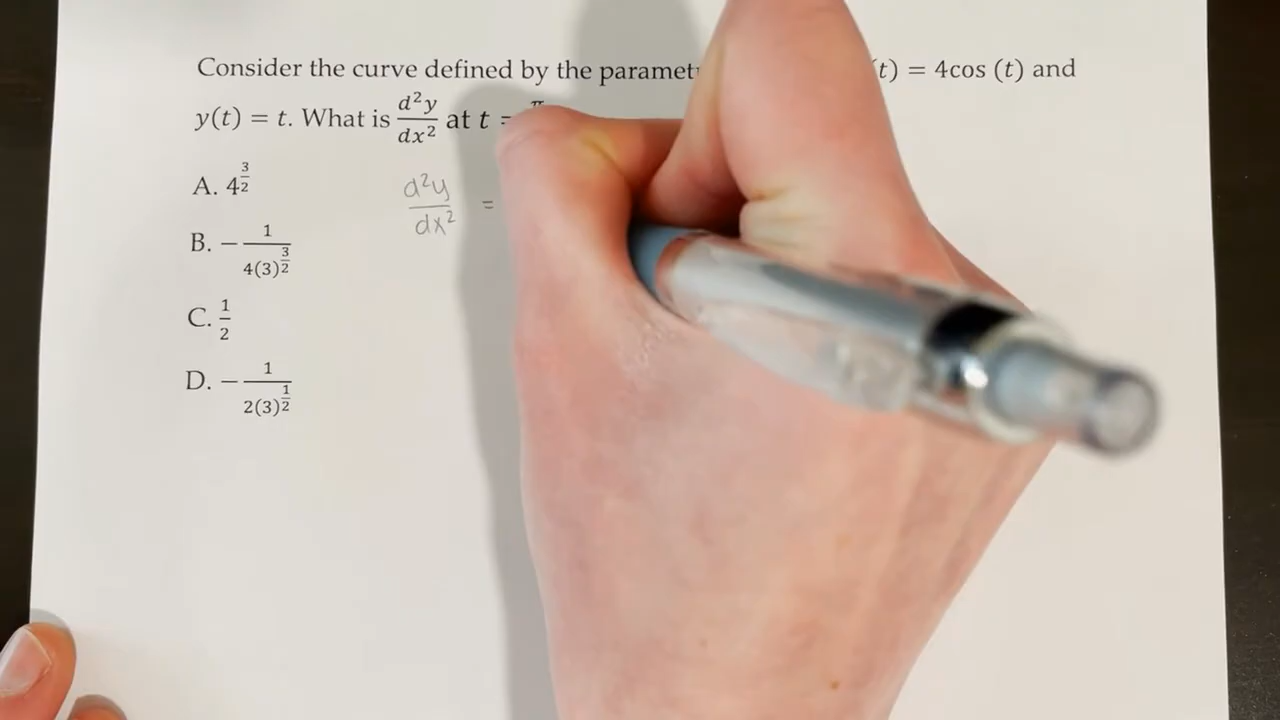 Consider the curve defined by the t) = 4cos (t) and
y(t) = t. What is d²y/dx² at t = π
A. 4^(3/2)
B. − 1/(4(3)^(3/2))
C. 1/2
D. − 1/(2(3)^(1/2))
d²y/dx² =